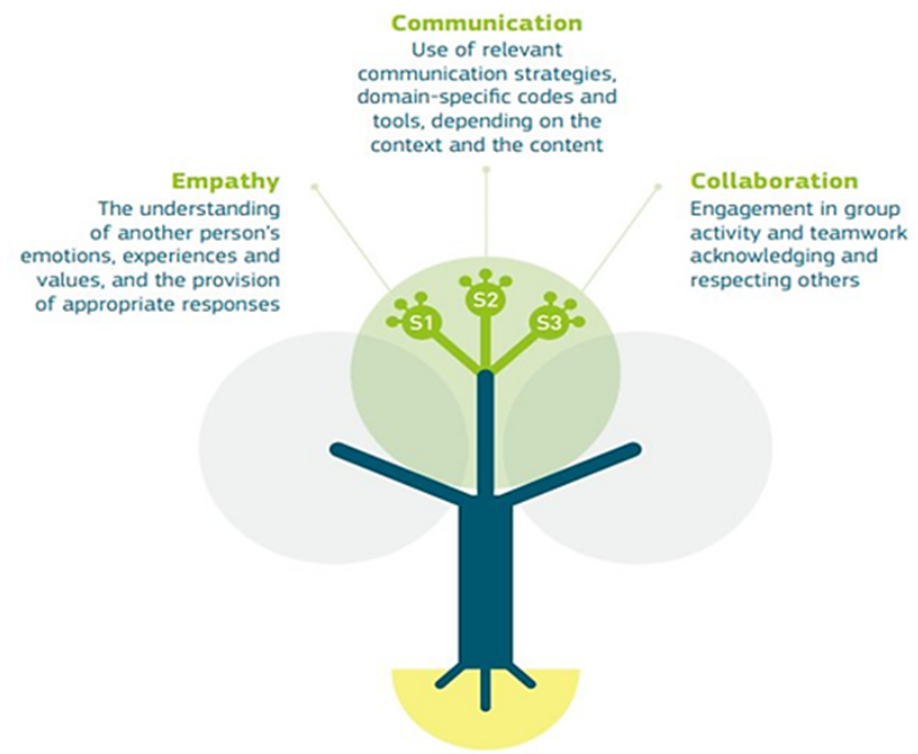 Communication
Use of relevant
communication strategies,
domain-specific codes and
tools, depending on the
context and the content
Empathy
The understanding
of another person's
emotions, experiences and
values, and the provision
of appropriate responses
Collaboration
Engagement in group
activity and teamwork
acknowledging and
respecting others
S1
S2
S3